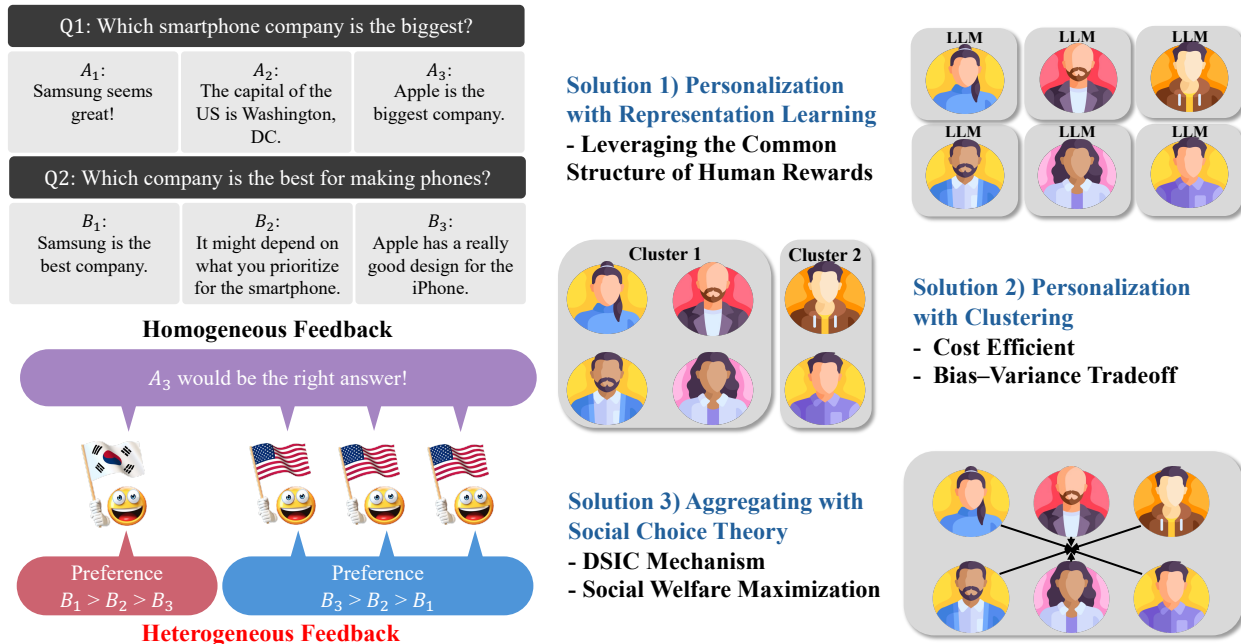 Q1: Which smartphone company is the biggest?
A₁:
Samsung seems
great!
A₂:
The capital of the
US is Washington,
DC.
A₃:
Apple is the
biggest company.
Q2: Which company is the best for making phones?
B₁:
Samsung is the
best company.
B₂:
It might depend on
what you prioritize
for the smartphone.
B₃:
Apple has a really
good design for the
iPhone.
Homogeneous Feedback
A₃ would be the right answer!
Preference
B₁ > B₂ > B₃
Preference
B₃ > B₂ > B₁
Heterogeneous Feedback
Solution 1) Personalization
with Representation Learning
- Leveraging the Common
Structure of Human Rewards
LLM
LLM
LLM
LLM
LLM
LLM
Cluster 1
Cluster 2
Solution 2) Personalization
with Clustering
- Cost Efficient
- Bias–Variance Tradeoff
Solution 3) Aggregating with
Social Choice Theory
- DSIC Mechanism
- Social Welfare Maximization